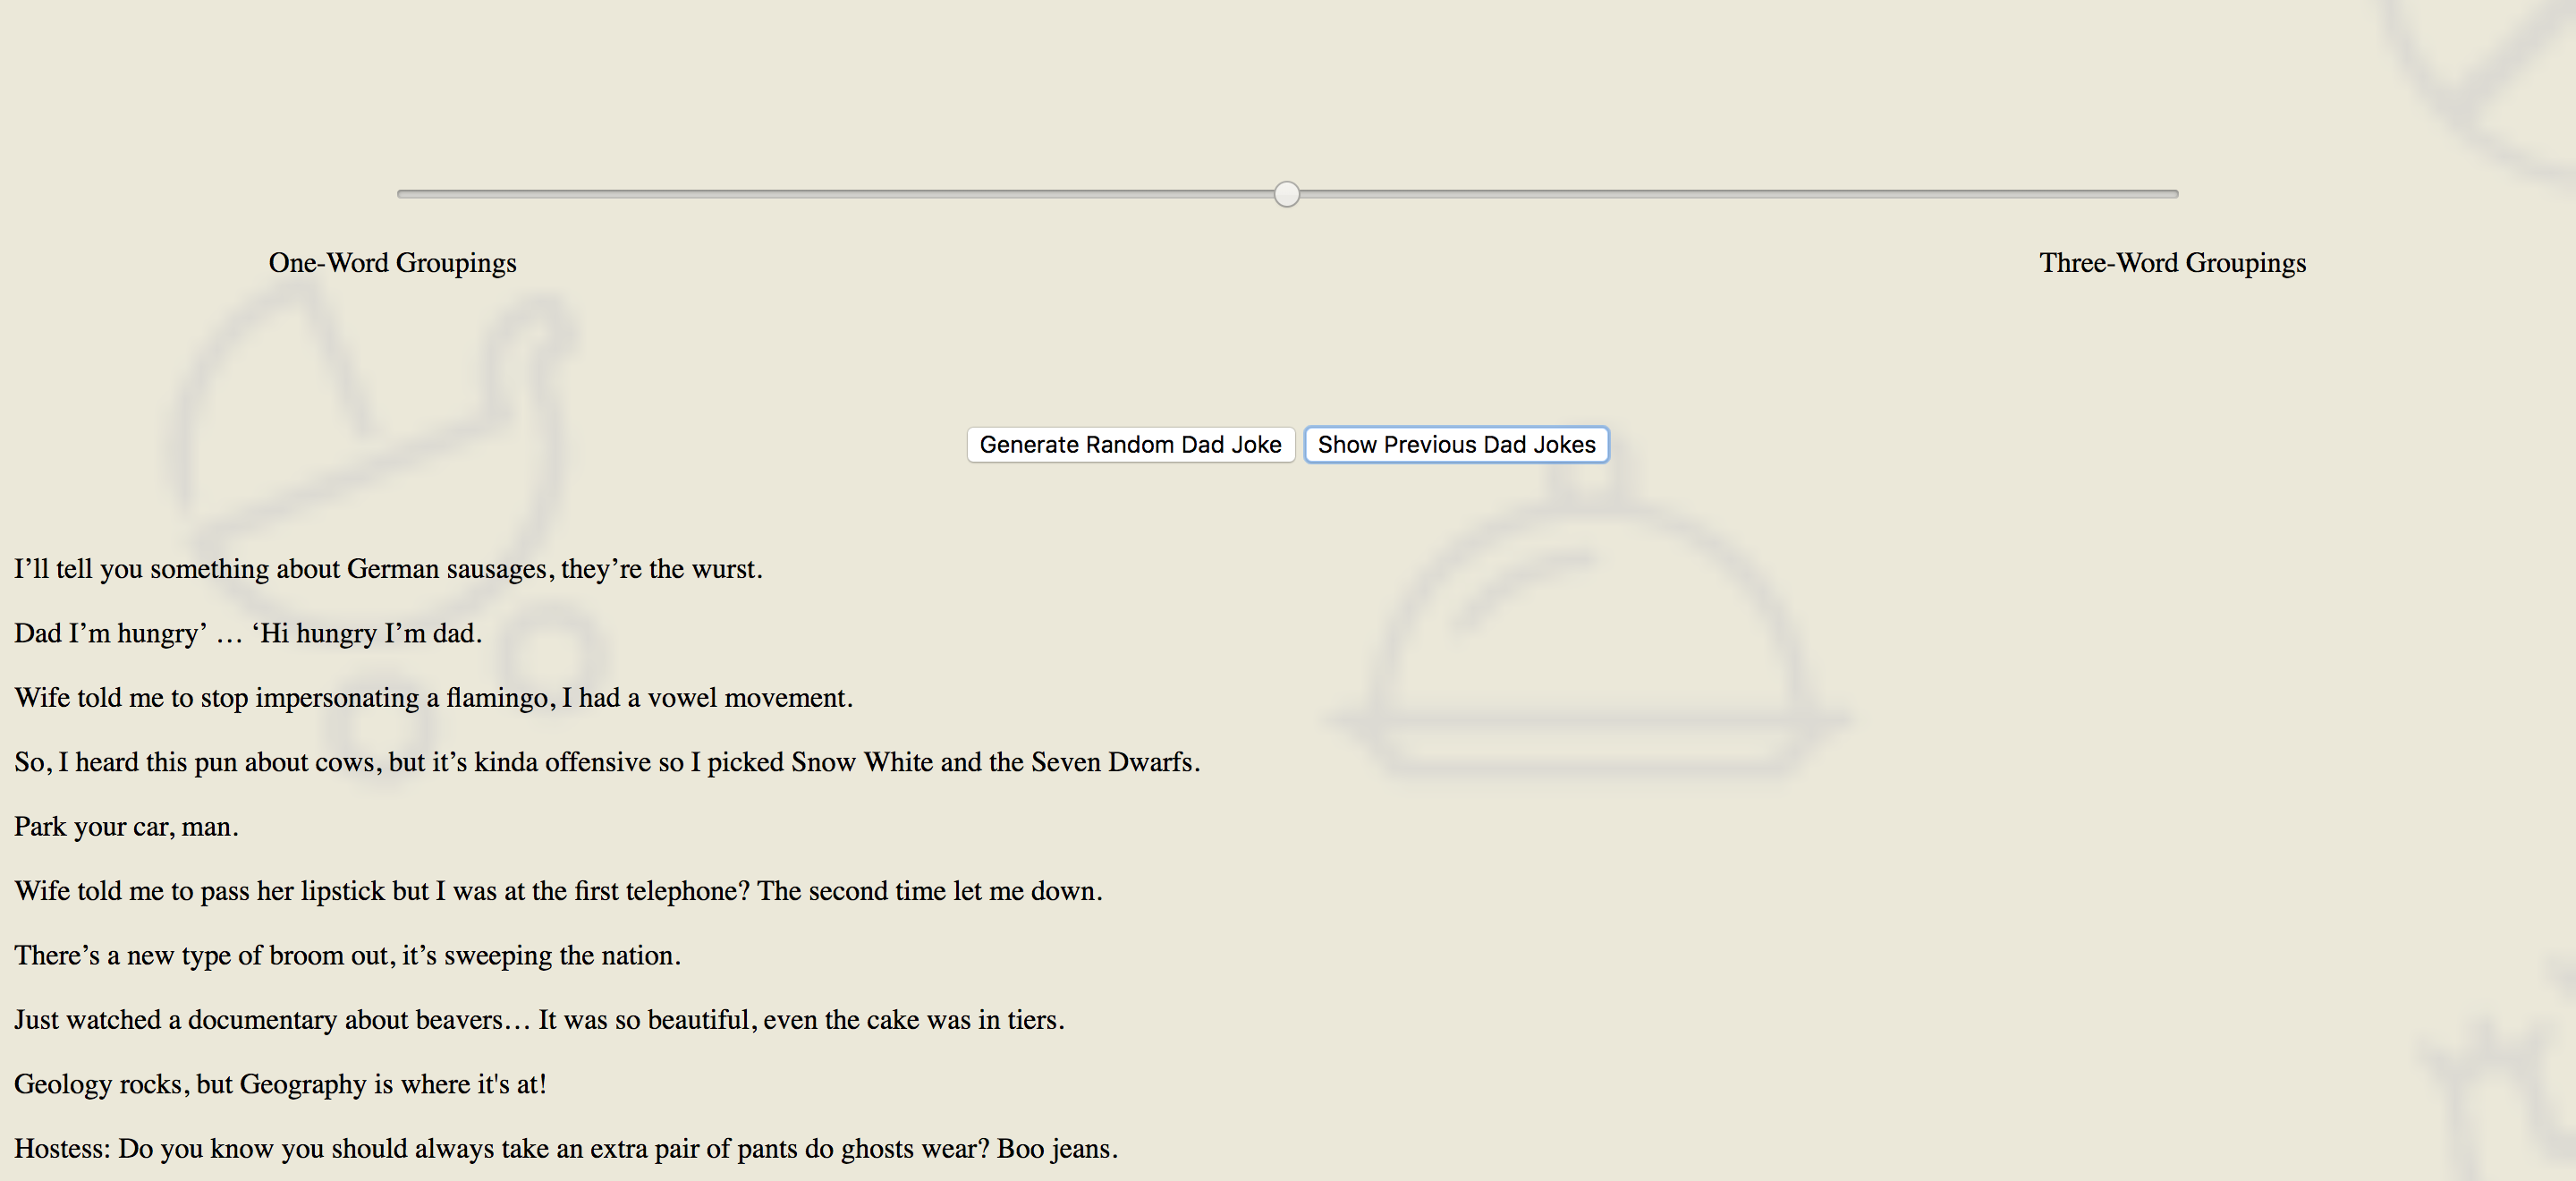 One-Word Groupings
Three-Word Groupings
Generate Random Dad Joke
Show Previous Dad Jokes
I’ll tell you something about German sausages, they’re the wurst.
Dad I’m hungry’ … ‘Hi hungry I’m dad.
Wife told me to stop impersonating a flamingo, I had a vowel movement.
So, I heard this pun about cows, but it’s kinda offensive so I picked Snow White and the Seven Dwarfs.
Park your car, man.
Wife told me to pass her lipstick but I was at the first telephone? The second time let me down.
There’s a new type of broom out, it’s sweeping the nation.
Just watched a documentary about beavers… It was so beautiful, even the cake was in tiers.
Geology rocks, but Geography is where it's at!
Hostess: Do you know you should always take an extra pair of pants do ghosts wear? Boo jeans.